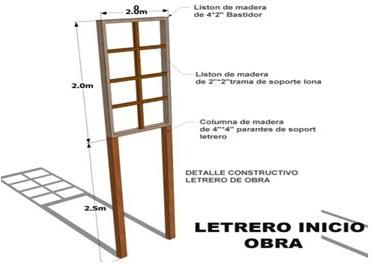 2.0m
Liston de madera
de 4*2" Bastidor
2.0m
Liston de madera
de 2"*2"trama de soporte lona
Columna de madera
de 4"*4" parantes de soport
letrero
DETALLE CONSTRUCTIVO
LETRERO DE OBRA
2.5m
LETRERO INICIO
OBRA